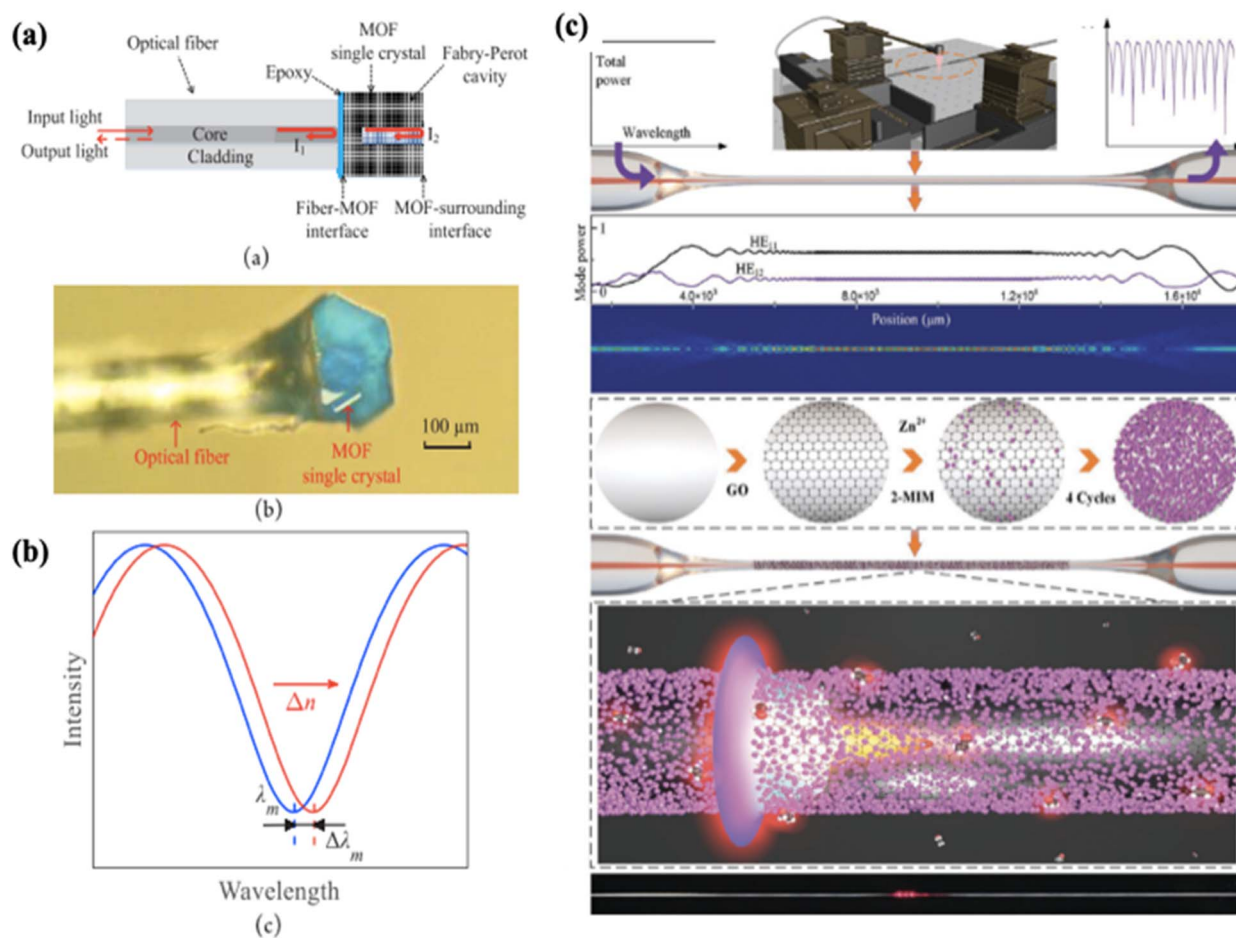 (a)
Optical fiber
MOF
single crystal
Fabry-Perot
cavity
Epoxy
Input light
Output light
Core
Cladding
I₁
I₂
Fiber-MOF
interface
MOF-surrounding
interface
(a)
Optical fiber
MOF
single crystal
100 µm
(b)
(b)
Intensity
Δn
λm
Δλm
Wavelength
(c)
(c)
Total
power
Wavelength
Mode power
1
0
HE₁₁
HE₁₂
4.0×10³
8.0×10³
1.2×10⁴
1.6×10⁴
Position (µm)
GO
Zn²⁺
2-MIM
4 Cycles